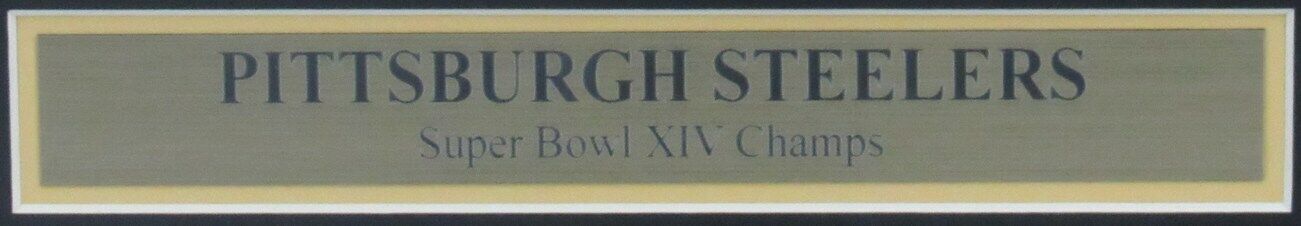 PITTSBURGH STEELERS
Super Bowl XIV Champs